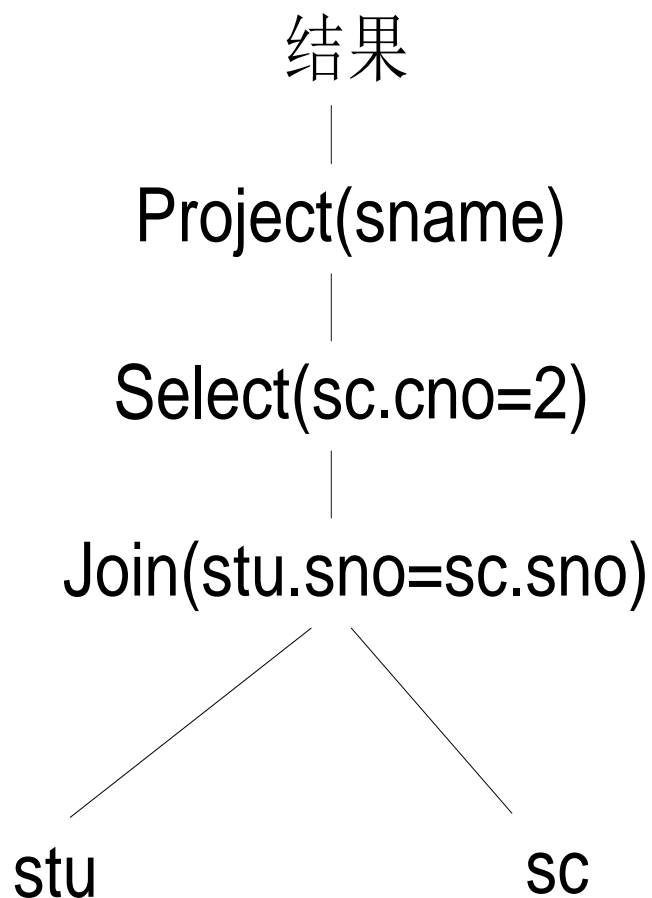 结果
Project(sname)
Select(sc.cno=2)
Join(stu.sno=sc.sno)
stu
sc